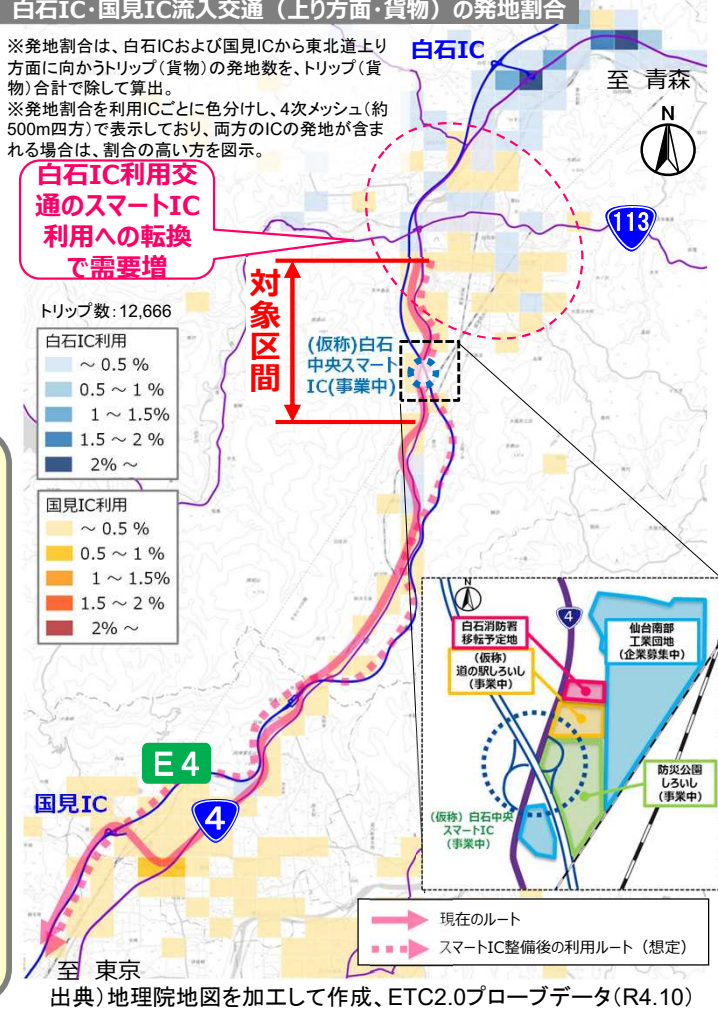 白石IC・国見IC流入交通（上り方面・貨物）の発地割合
※発地割合は、白石ICおよび国見ICから東北道上り
方面に向かうトリップ(貨物)の発地数を、トリップ(貨
物)合計で除して算出。
※発地割合を利用ICごとに色分けし、4次メッシュ(約
500m四方)で表示しており、両方のICの発地が含ま
れる場合は、割合の高い方を図示。
白石IC
至 青森
N
白石IC利用交
通のスマートIC
利用への転換
で需要増
113
対象区間
トリップ数：12,666
白石IC利用
～ 0.5 %
0.5 ～ 1 %
1 ～ 1.5%
1.5 ～ 2 %
2% ～
(仮称)白石
中央スマート
IC(事業中)
国見IC利用
～ 0.5 %
0.5 ～ 1 %
1 ～ 1.5%
1.5 ～ 2 %
2% ～
N
4
白石消防署
移転予定地
仙台南部
工業団地
(企業募集中)
(仮称)
道の駅しろいし
(事業中)
防災公園
しろいし
(事業中)
(仮称) 白石中央
スマートIC
(事業中)
E4
国見IC
4
現在のルート
スマートIC整備後の利用ルート（想定）
至 東京
出典)地理院地図を加工して作成、ETC2.0プローブデータ(R4.10)